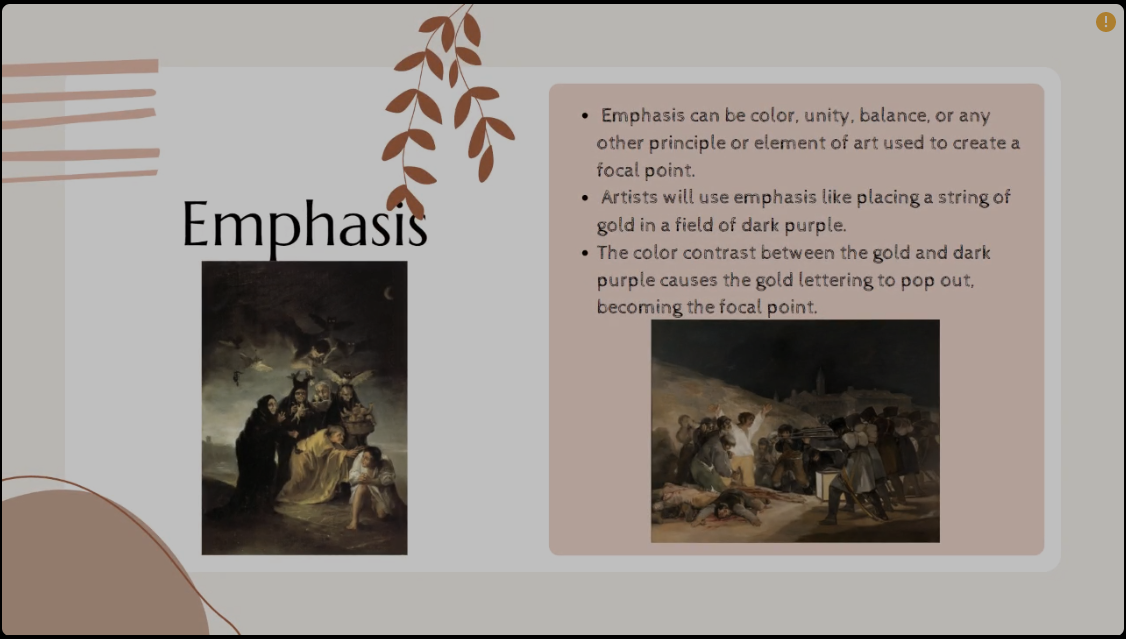 Emphasis
• Emphasis can be color, unity, balance, or any
other principle or element of art used to create a
focal point.
• Artists will use emphasis like placing a string of
gold in a field of dark purple.
• The color contrast between the gold and dark
purple causes the gold lettering to pop out,
becoming the focal point.